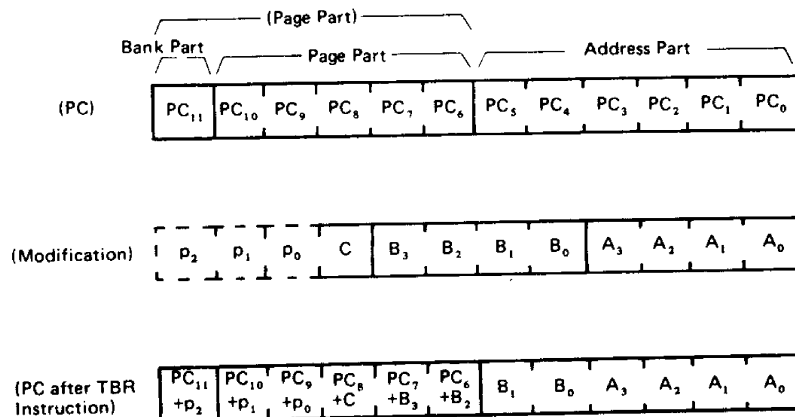 (Page Part)
Bank Part Page Part Address Part
(PC) PC₁₁ PC₁₀ PC₉ PC₈ PC₇ PC₆ PC₅ PC₄ PC₃ PC₂ PC₁ PC₀
(Modification) p₂ p₁ p₀ C B₃ B₂ B₁ B₀ A₃ A₂ A₁ A₀
(PC after TBR PC₁₁ PC₁₀ PC₉ PC₈ PC₇ PC₆ B₁ B₀ A₃ A₂ A₁ A₀
Instruction) +p₂ +p₁ +p₀ +C +B₃ +B₂